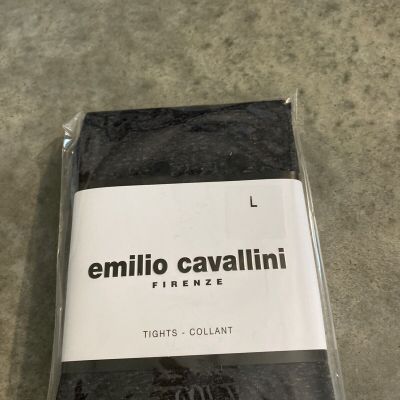 L
emilio cavallini
FIRENZE
TIGHTS - COLLANT